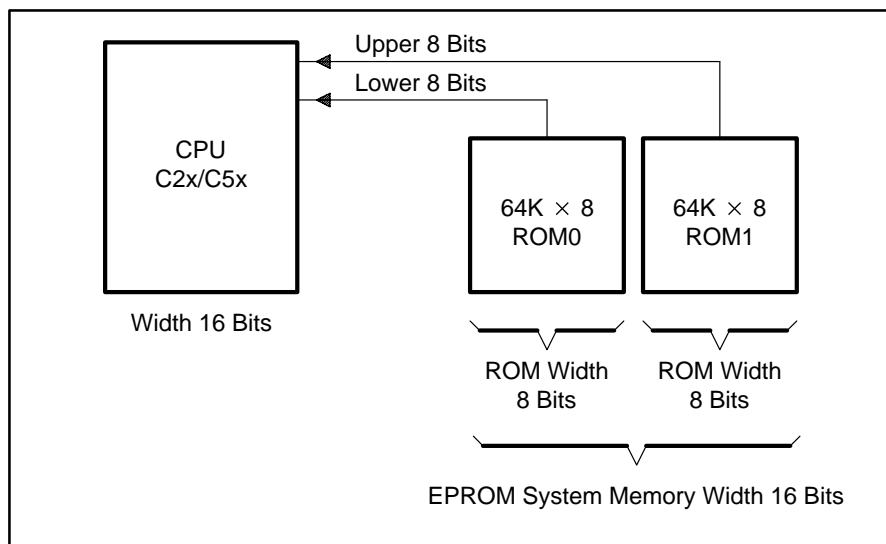 Upper 8 Bits
Lower 8 Bits
CPU
C2x/C5x
64K × 8
ROM0
64K × 8
ROM1
Width 16 Bits
ROM Width
8 Bits
ROM Width
8 Bits
EPROM System Memory Width 16 Bits